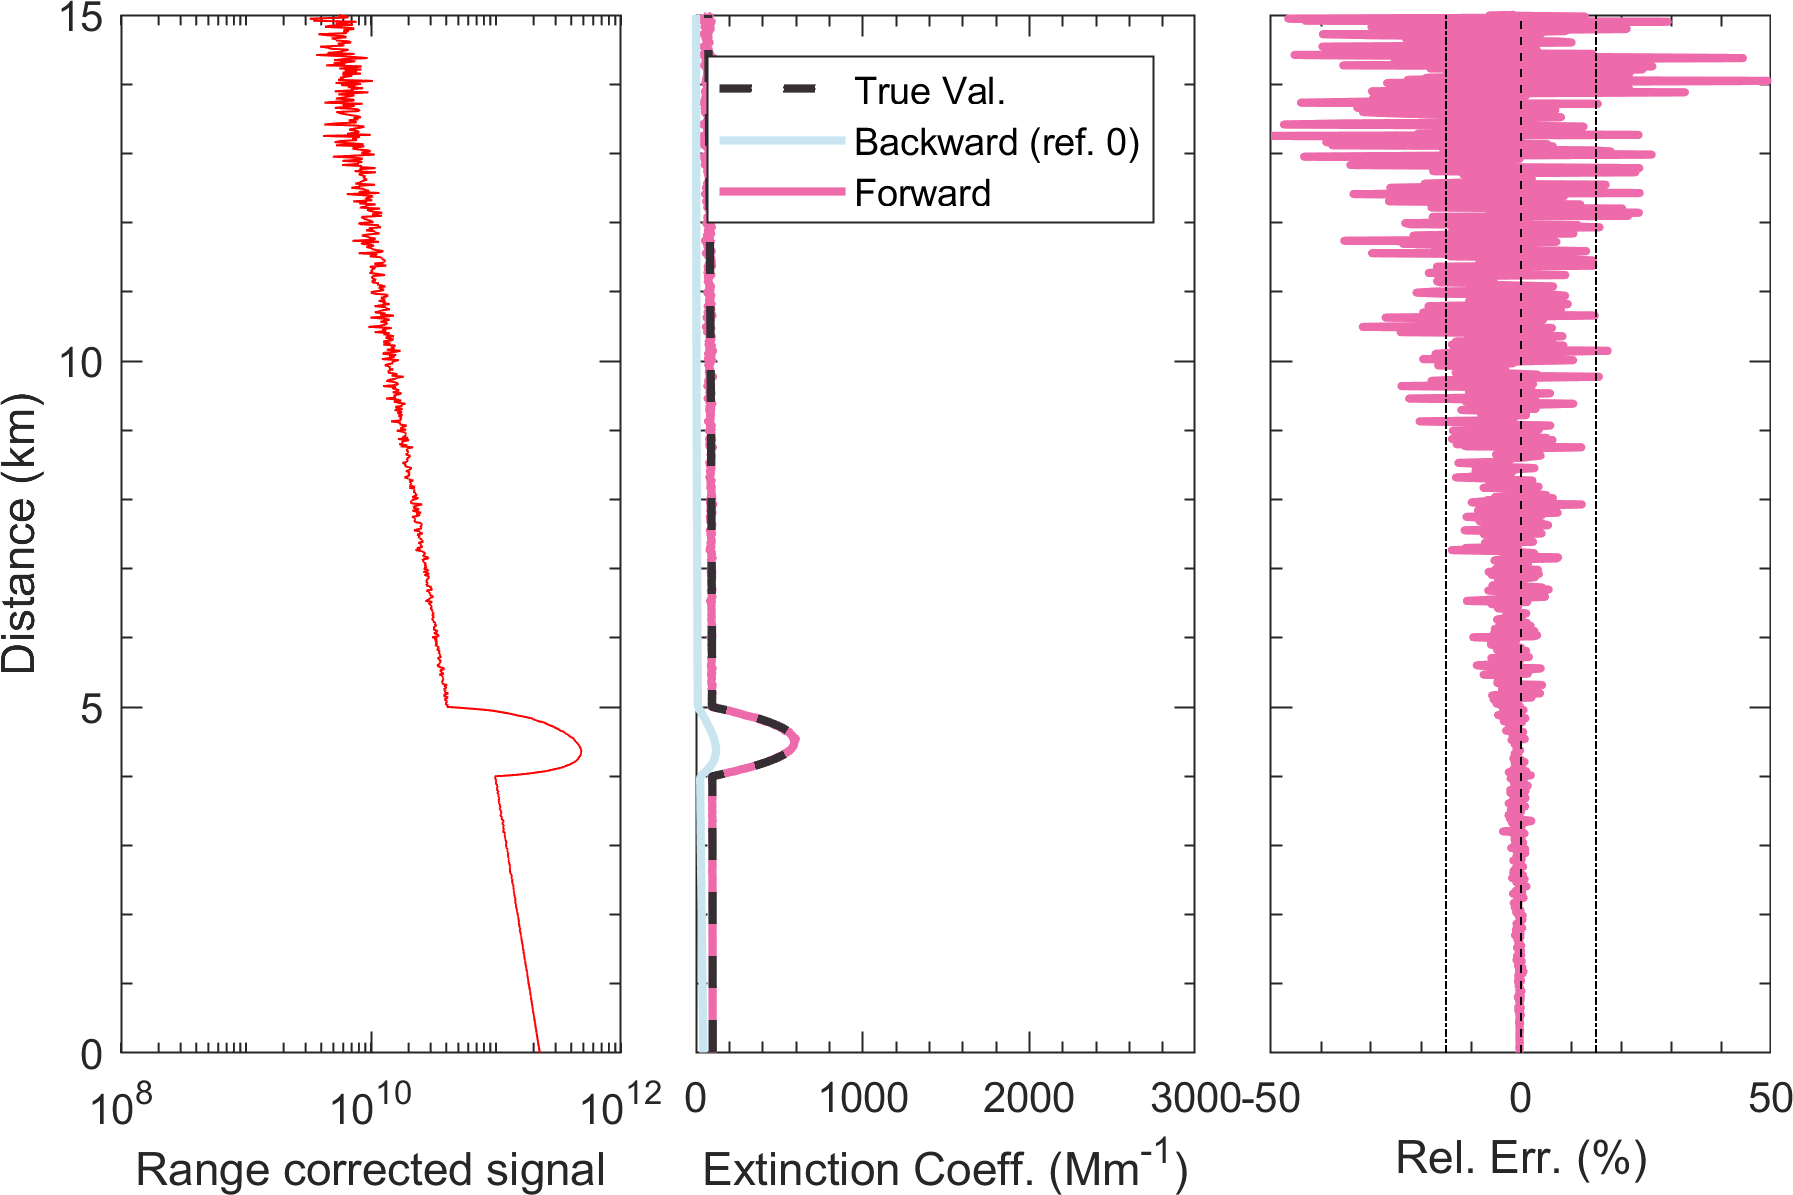 15
10
5
0
Distance (km)
10^8
10^10
10^12
Range corrected signal
True Val.
Backward (ref. 0)
Forward
0
1000
2000
3000
Extinction Coeff. (Mm^-1)
-50
0
50
Rel. Err. (%)